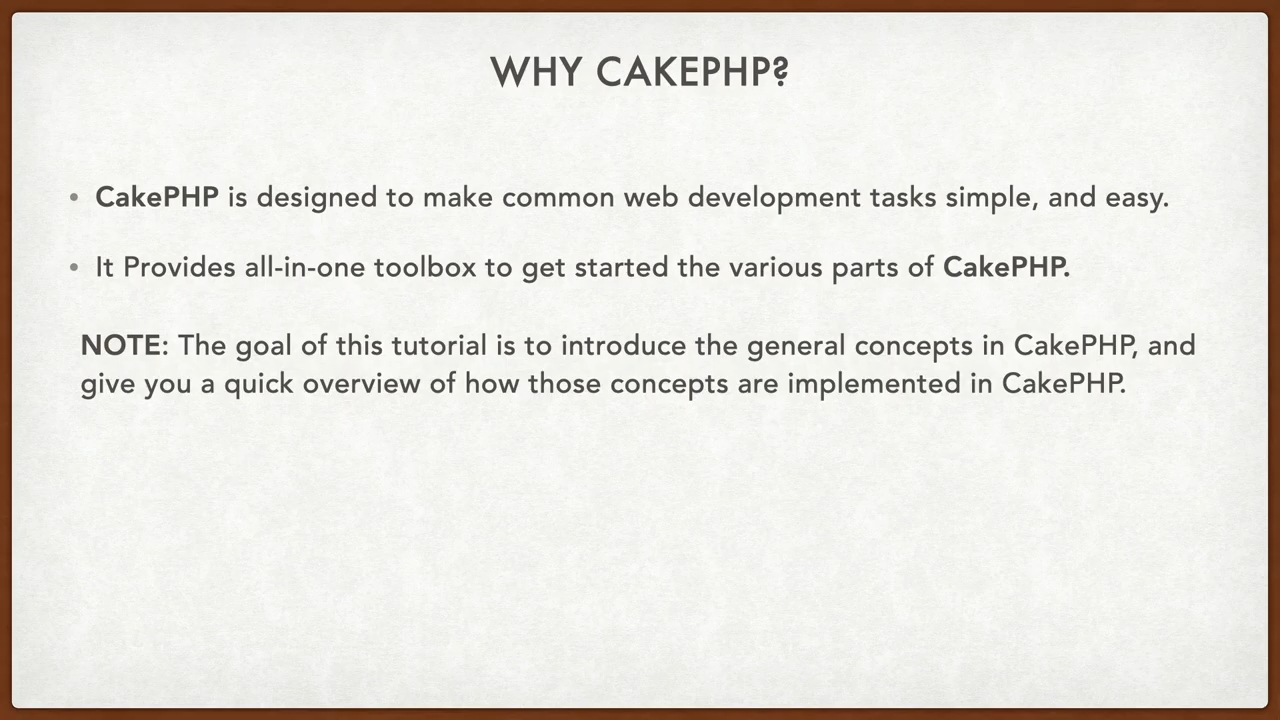 WHY CAKEPHP?
• CakePHP is designed to make common web development tasks simple, and easy.
• It Provides all-in-one toolbox to get started the various parts of CakePHP.
NOTE: The goal of this tutorial is to introduce the general concepts in CakePHP, and
give you a quick overview of how those concepts are implemented in CakePHP.